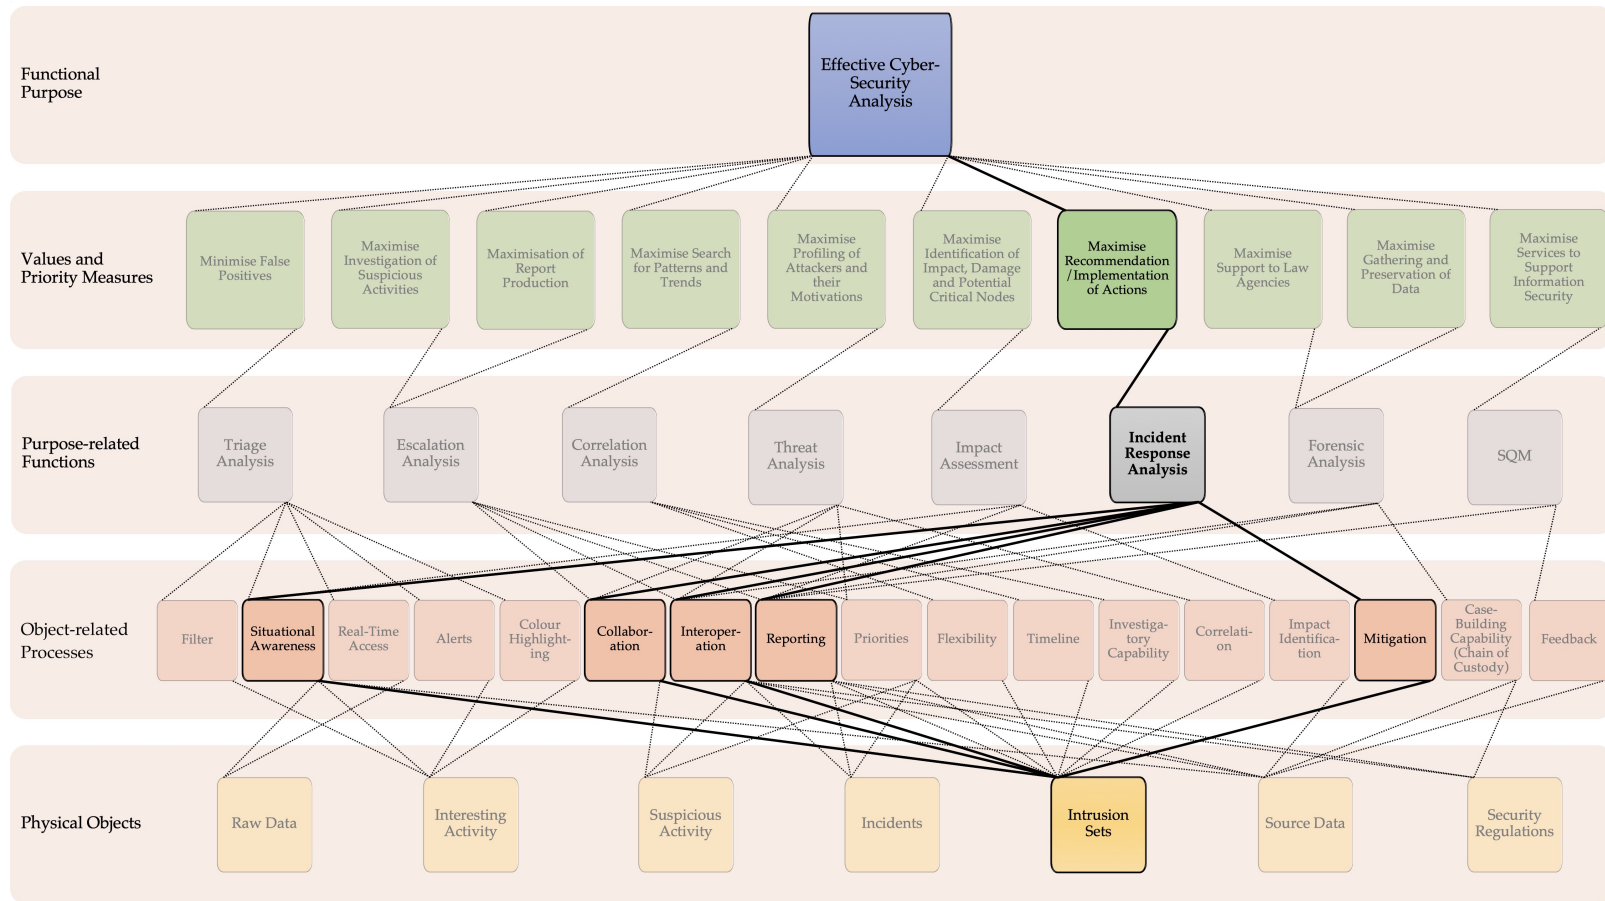 Functional
Purpose
Effective Cyber-
Security
Analysis
Values and
Priority Measures
Minimise False
Positives
Maximise
Investigation of
Suspicious
Activities
Maximisation of
Report
Production
Maximise Search
for Patterns and
Trends
Maximise
Profiling of
Attackers and
their
Motivations
Maximise
Identification of
Impact, Damage
and Potential
Critical Nodes
Maximise
Recommendation
/Implementation
of Actions
Maximise
Support to Law
Agencies
Maximise
Gathering and
Preservation of
Data
Maximise
Services to
Support
Information
Security
Purpose-related
Functions
Triage
Analysis
Escalation
Analysis
Correlation
Analysis
Threat
Analysis
Impact
Assessment
Incident
Response
Analysis
Forensic
Analysis
SQM
Object-related
Processes
Filter
Situational
Awareness
Real-Time
Access
Alerts
Colour
Highlight-
ing
Collabor-
ation
Interoper-
ation
Reporting
Priorities
Flexibility
Timeline
Investiga-
tory
Capability
Correlati-
on
Impact
Identifica-
tion
Mitigation
Case-
Building
Capability
(Chain of
Custody)
Feedback
Physical Objects
Raw Data
Interesting
Activity
Suspicious
Activity
Incidents
Intrusion
Sets
Source Data
Security
Regulations